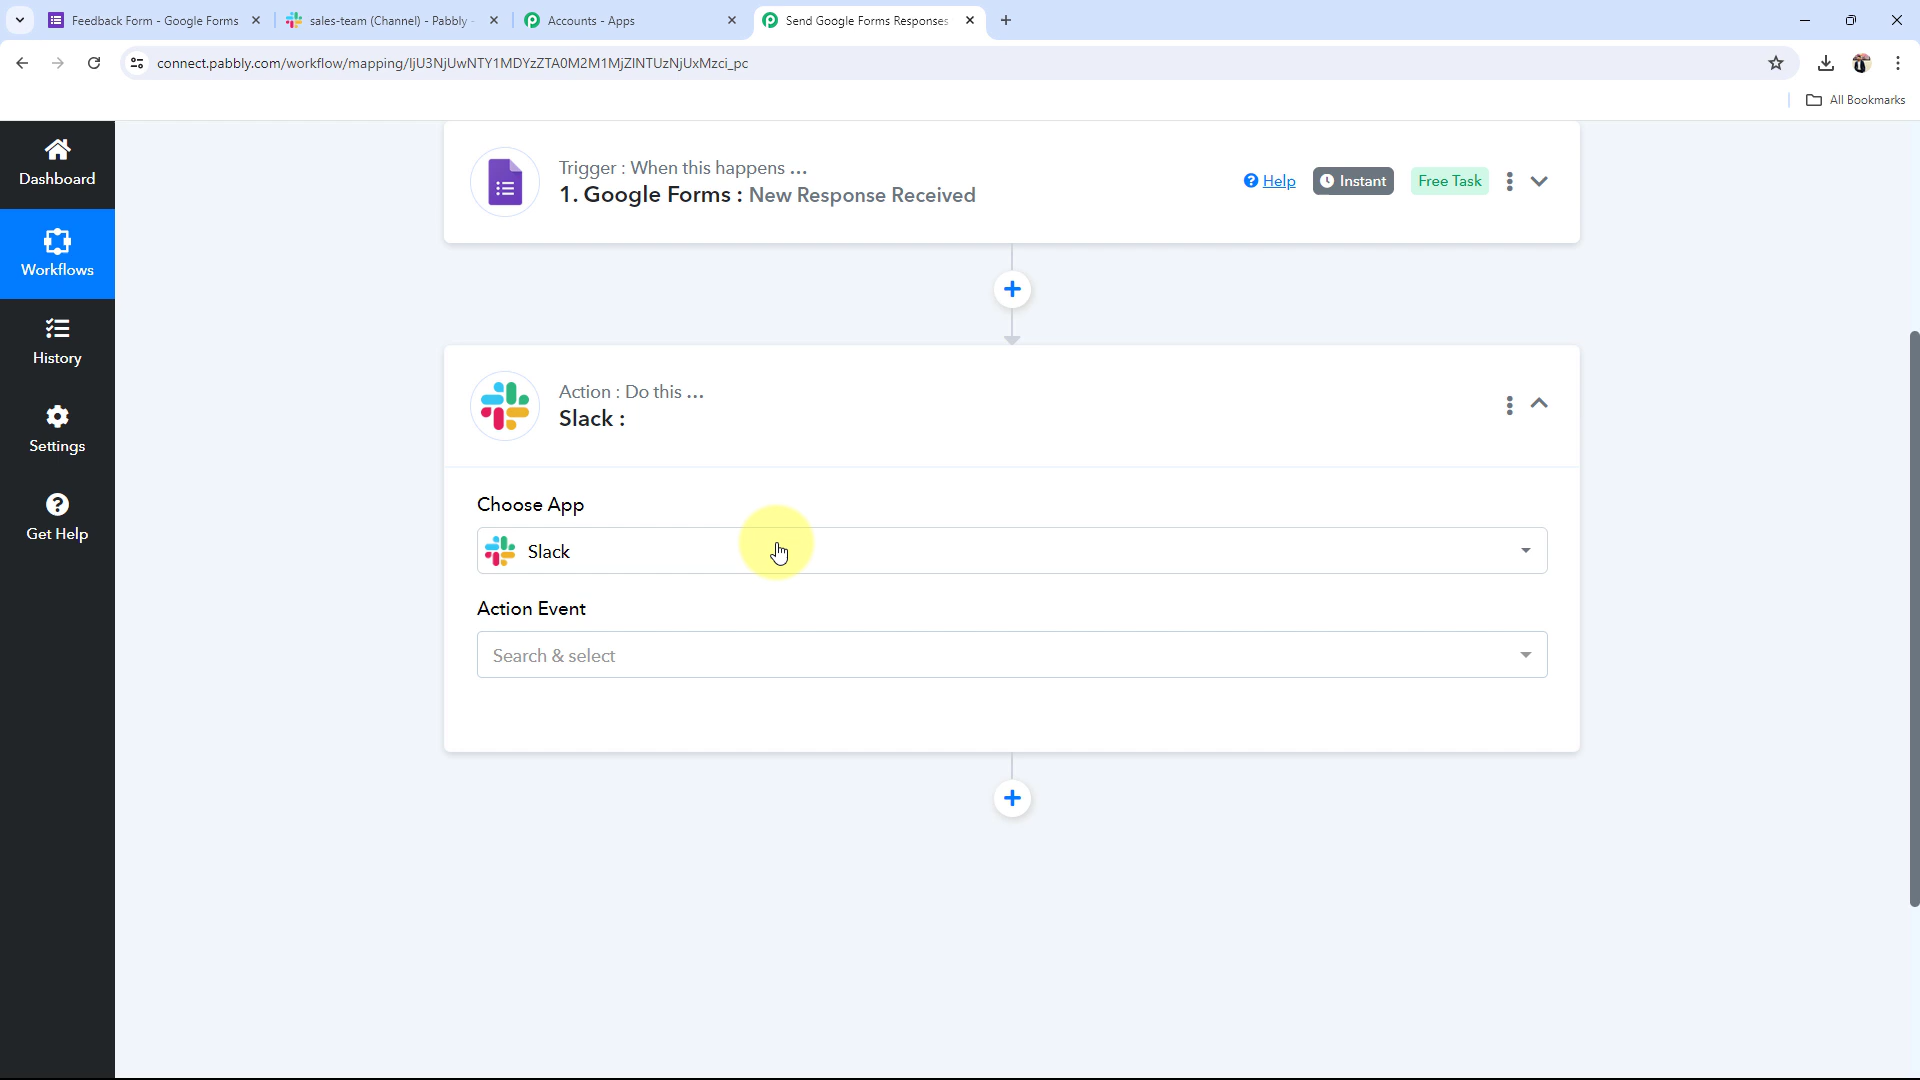 Feedback Form - Google Forms
sales-team (Channel) - Pabbly
Accounts - Apps
Send Google Forms Responses
connect.pabbly.com/workflow/mapping/IjU3NjUwNTY1MDYzZTA0M2M1MjZlNTUzNjUxMzci_pc
All Bookmarks
Dashboard
Workflows
History
Settings
Get Help
Trigger : When this happens ...
1. Google Forms : New Response Received
Help
Instant
Free Task
Action : Do this ...
Slack :
Choose App
Slack
Action Event
Search & select